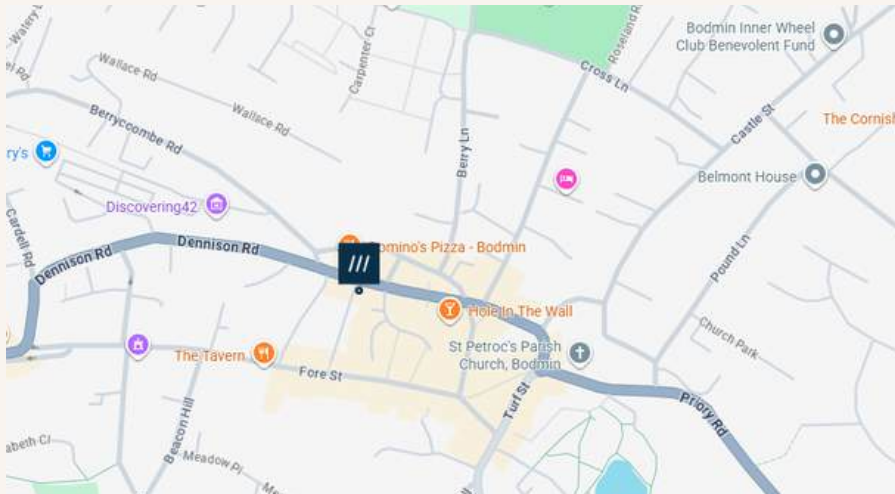 Bodmin Inner Wheel
Club Benevolent Fund
Roseland R
Watery L
Wallace Rd
Carpenter Ct
Cross Ln
Castle St
The Cornish
Berryccombe Rd
Wallace Rd
Berry Ln
ry's
Belmont House
Discovering42
Cardell Rd
Dennison Rd
Dennison Rd
Domino's Pizza - Bodmin
Pound Ln
Hole In The Wall
Church Park
The Tavern
St Petroc's Parish
Church, Bodmin
Fore St
Turf St
Priory Rd
Beacon Hill
abeth Cl
Meadow Pl